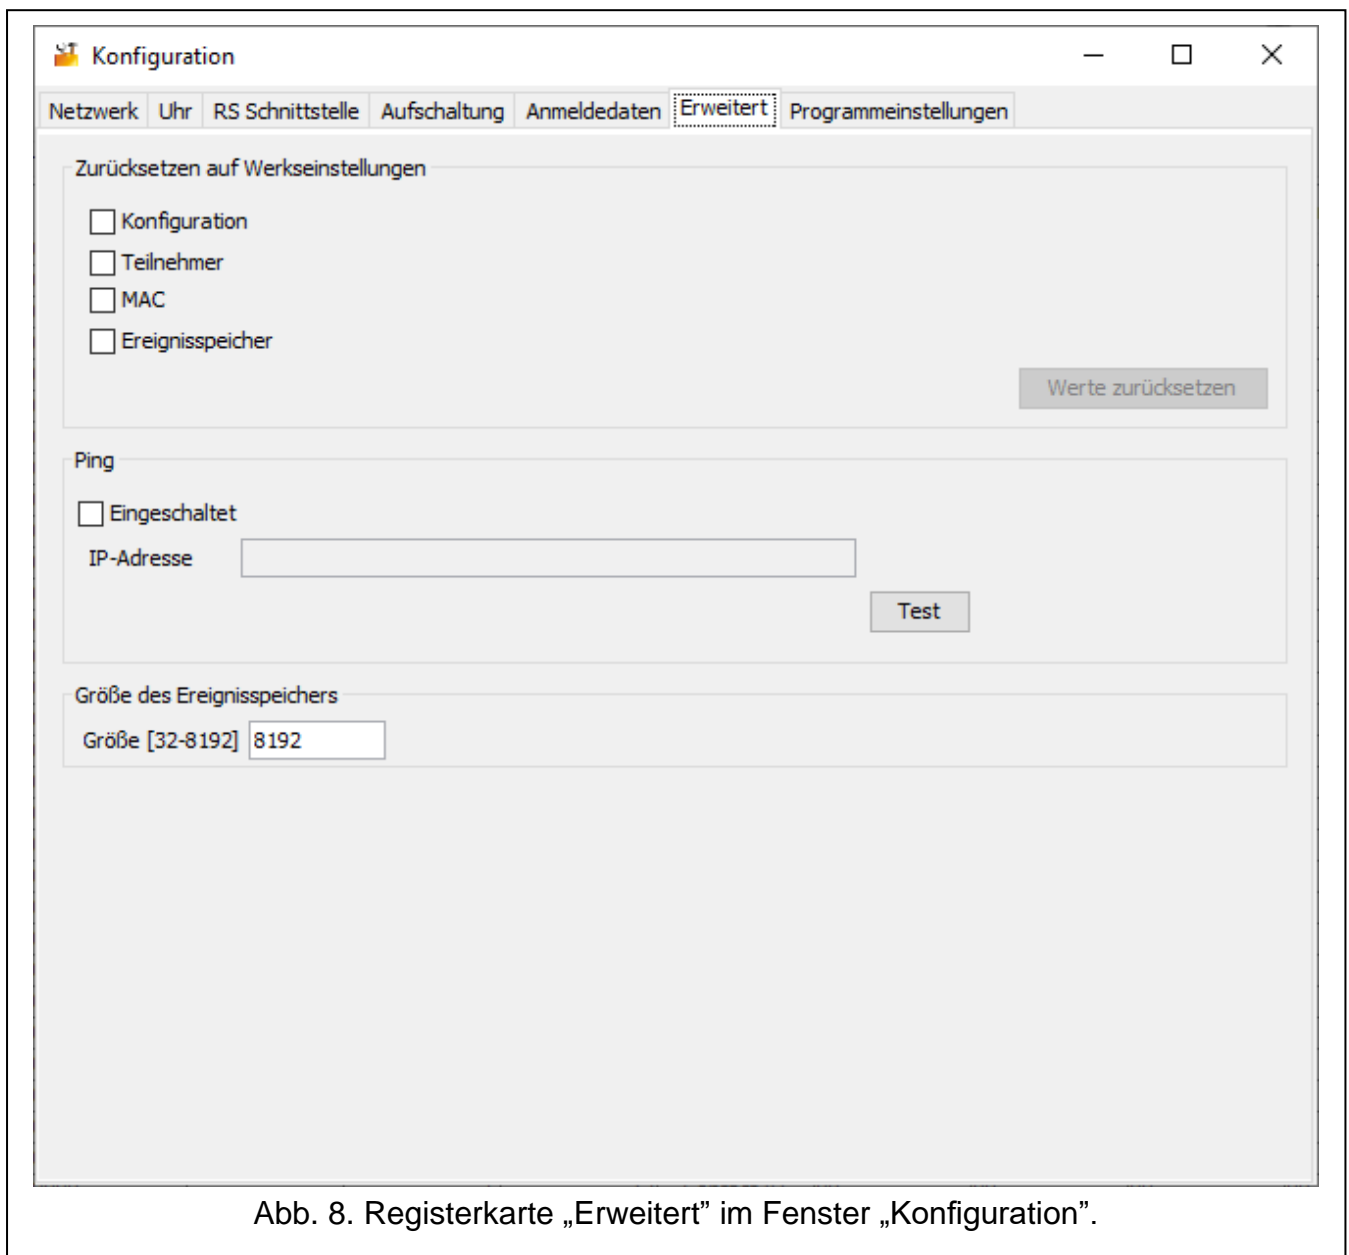 Konfiguration
Netzwerk Uhr RS Schnittstelle Aufschaltung Anmeldedaten Erweitert Programmeinstellungen
Zurücksetzen auf Werkseinstellungen
Konfiguration
Teilnehmer
MAC
Ereignisspeicher
Werte zurücksetzen
Ping
Eingeschaltet
IP-Adresse
Test
Größe des Ereignisspeichers
Größe [32-8192] 8192
Abb. 8. Registerkarte „Erweitert” im Fenster „Konfiguration”.